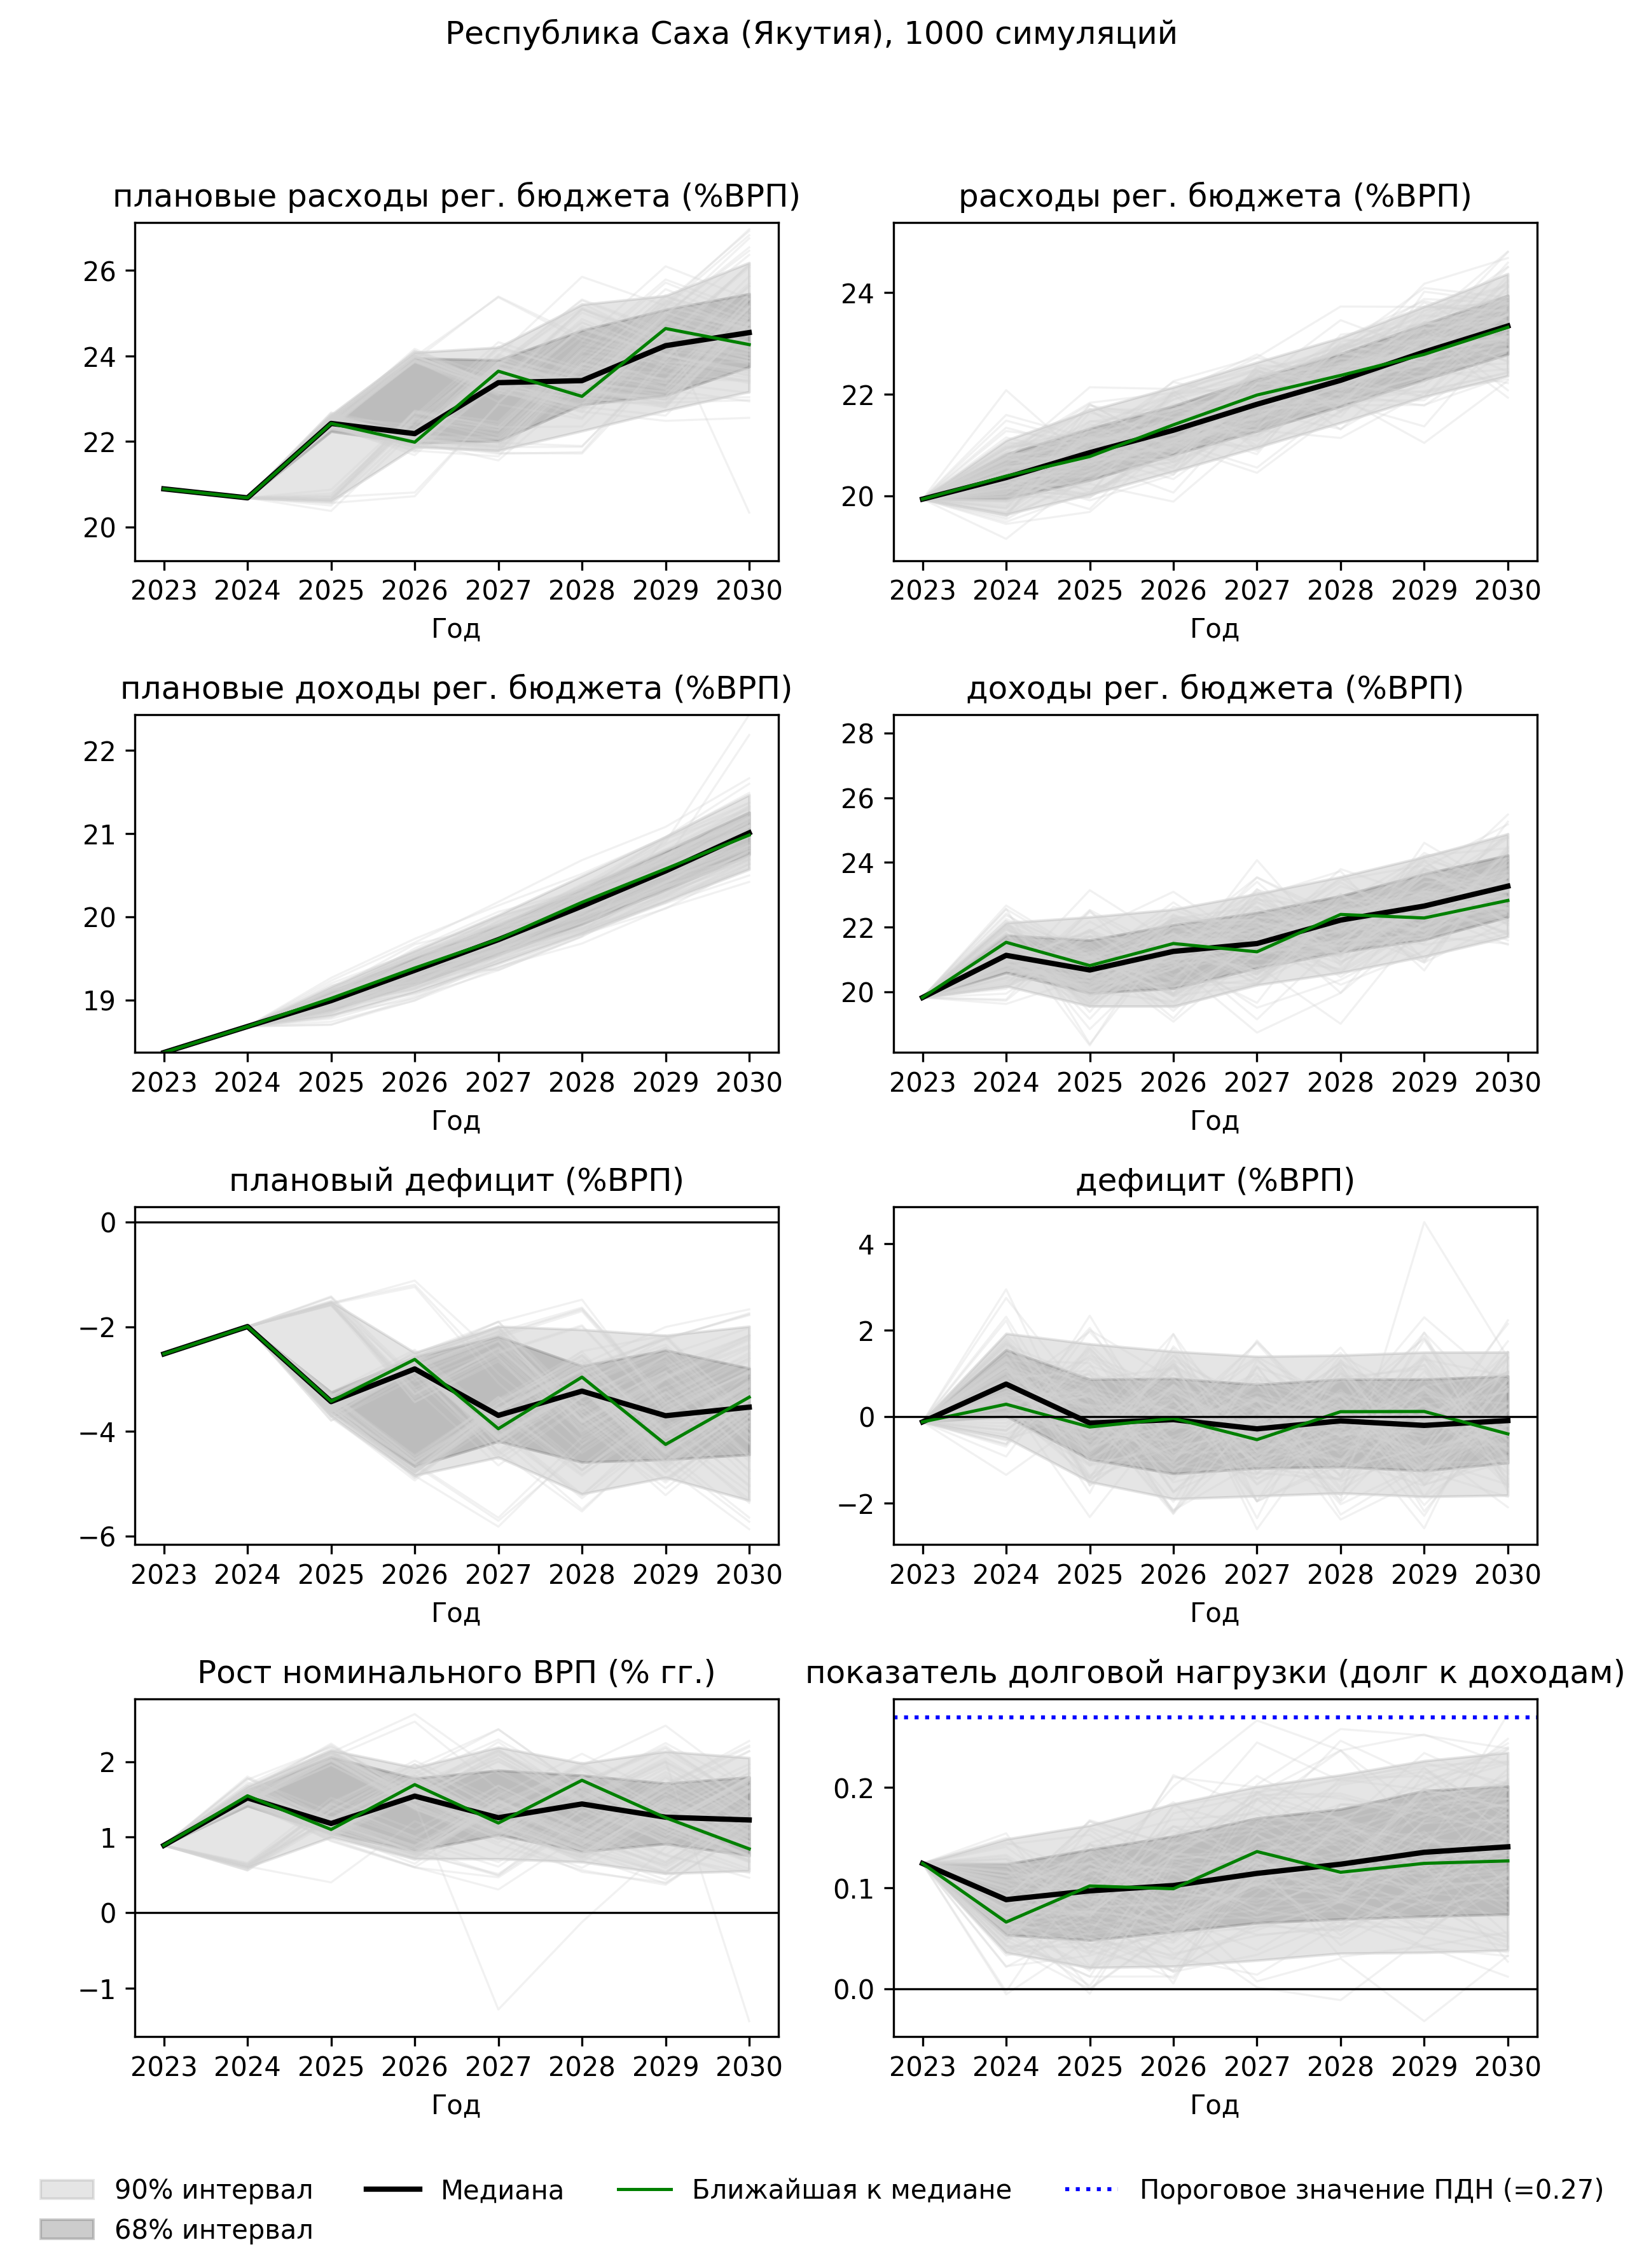 Республика Саха (Якутия), 1000 симуляций
плановые расходы рег. бюджета (%ВРП)
26
24
22
20
2023 2024 2025 2026 2027 2028 2029 2030
Год
расходы рег. бюджета (%ВРП)
24
22
20
2023 2024 2025 2026 2027 2028 2029 2030
Год
плановые доходы рег. бюджета (%ВРП)
22
21
20
19
2023 2024 2025 2026 2027 2028 2029 2030
Год
доходы рег. бюджета (%ВРП)
28
26
24
22
20
2023 2024 2025 2026 2027 2028 2029 2030
Год
плановый дефицит (%ВРП)
0
−2
−4
−6
2023 2024 2025 2026 2027 2028 2029 2030
Год
дефицит (%ВРП)
4
2
0
−2
2023 2024 2025 2026 2027 2028 2029 2030
Год
Рост номинального ВРП (% гг.)
2
1
0
−1
2023 2024 2025 2026 2027 2028 2029 2030
Год
показатель долговой нагрузки (долг к доходам)
0.2
0.1
0.0
2023 2024 2025 2026 2027 2028 2029 2030
Год
90% интервал
68% интервал
Медиана
Ближайшая к медиане
Пороговое значение ПДН (=0.27)